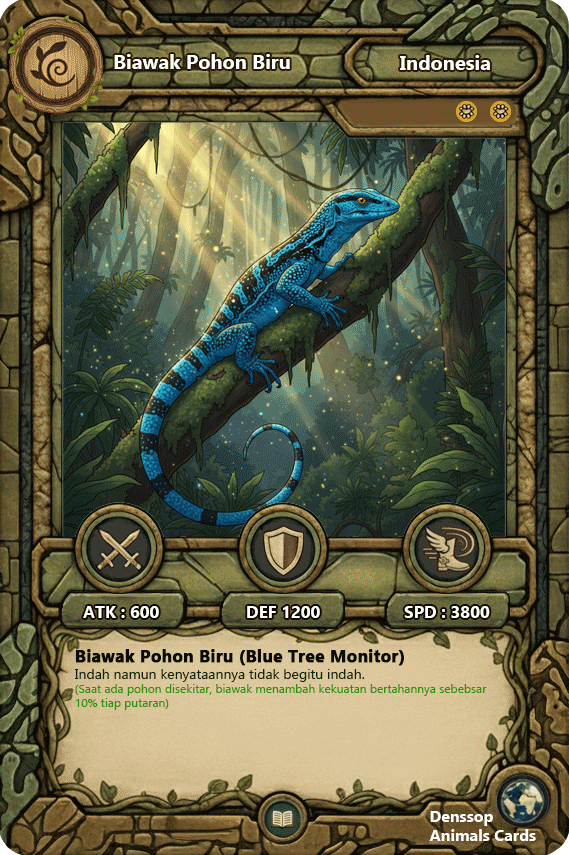 Biawak Pohon Biru
Indonesia
ATK : 600
DEF 1200
SPD : 3800
Biawak Pohon Biru (Blue Tree Monitor)
Indah namun kenyataannya tidak begitu indah.
(Saat ada pohon disekitar, biawak menambah kekuatan bertahannya sebebsar
10% tiap putaran)
Denssop
Animals Cards